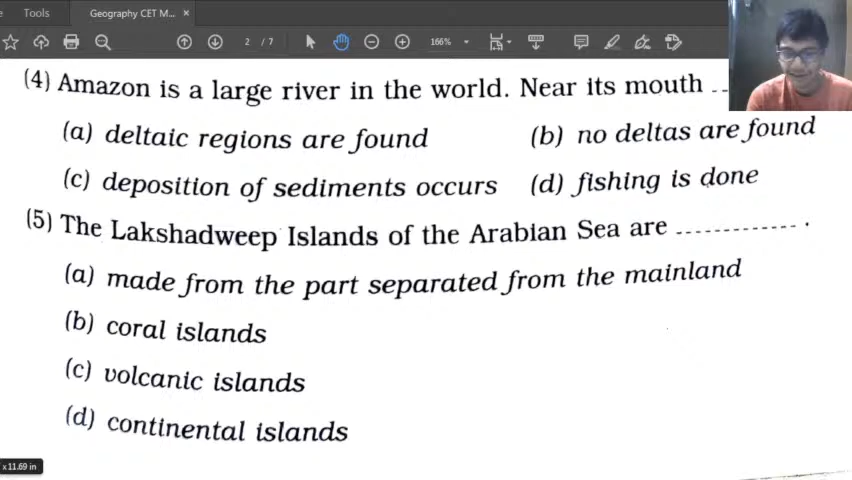 Tools
Geography CET M... ×
2 / 7
166%
(4) Amazon is a large river in the world. Near its mouth
(a) deltaic regions are found (b) no deltas are found
(c) deposition of sediments occurs (d) fishing is done
(5) The Lakshadweep Islands of the Arabian Sea are .............. .
(a) made from the part separated from the mainland
(b) coral islands
(c) volcanic islands
(d) continental islands
x 11.69 in